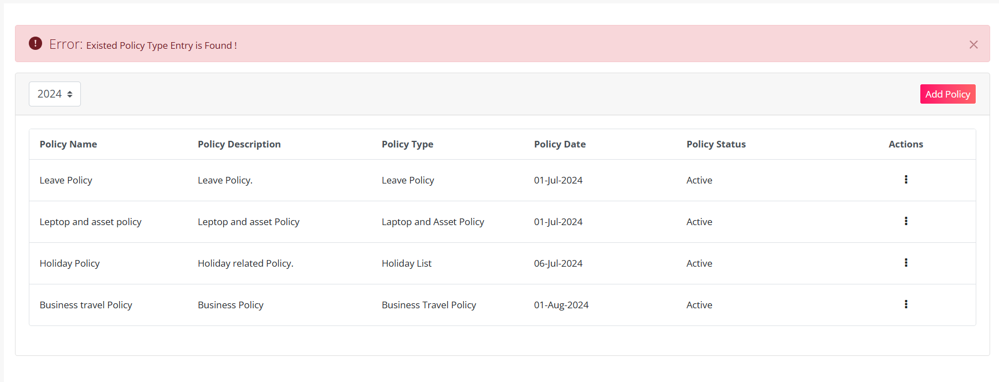 Error: Existed Policy Type Entry is Found !
2024
Add Policy
Policy Name Policy Description Policy Type Policy Date Policy Status Actions
Leave Policy Leave Policy. Leave Policy 01-Jul-2024 Active
Leptop and asset policy Leptop and asset Policy Laptop and Asset Policy 01-Jul-2024 Active
Holiday Policy Holiday related Policy. Holiday List 06-Jul-2024 Active
Business travel Policy Business Policy Business Travel Policy 01-Aug-2024 Active